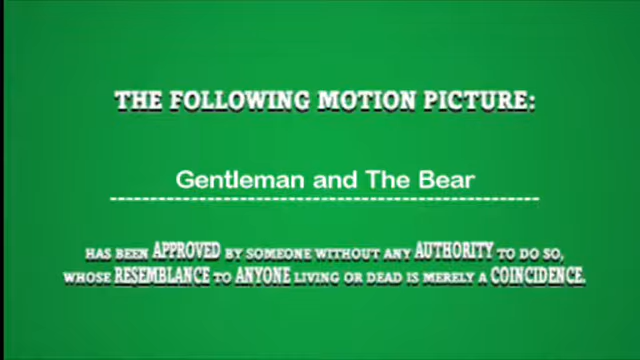 THE FOLLOWING MOTION PICTURE:
Gentleman and The Bear
HAS BEEN APPROVED BY SOMEONE WITHOUT ANY AUTHORITY TO DO SO,
WHOSE RESEMBLANCE TO ANYONE LIVING OR DEAD IS MERELY A COINCIDENCE.